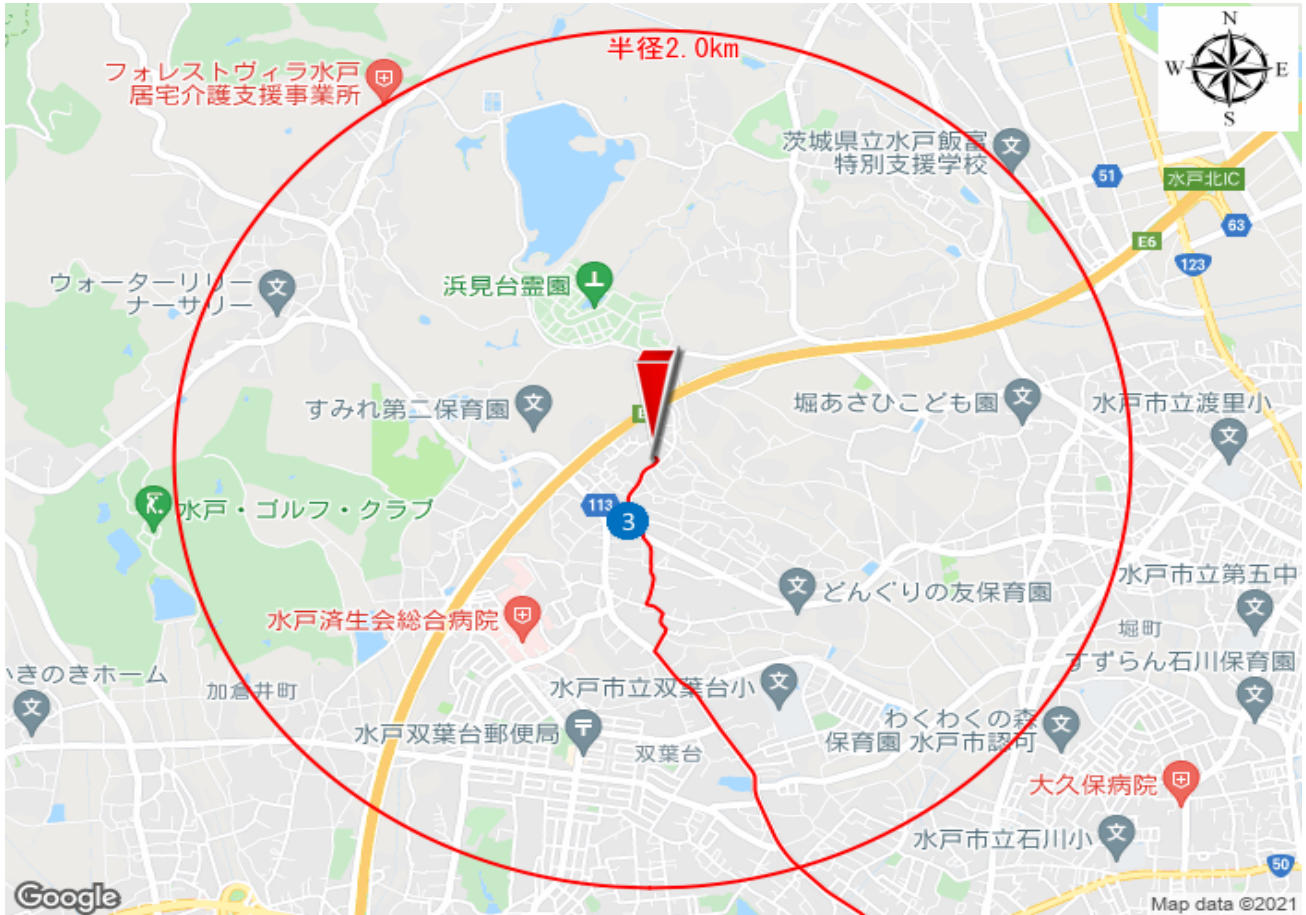 半径2.0km
N
W
E
S
フォレストヴィラ水戸
居宅介護支援事業所
茨城県立水戸飯富
特別支援学校
51
水戸北IC
63
E6
123
ウォーターリリー
ナーサリー
浜見台霊園
すみれ第二保育園
堀あさひこども園
水戸市立渡里小
水戸・ゴルフ・クラブ
113
3
水戸済生会総合病院
どんぐりの友保育園
水戸市立第五中
堀町
すずらん石川保育園
いきのきホーム
加倉井町
水戸市立双葉台小
水戸双葉台郵便局
双葉台
わくわくの森
保育園 水戸市認可
大久保病院
水戸市立石川小
50
Google
Map data ©2021